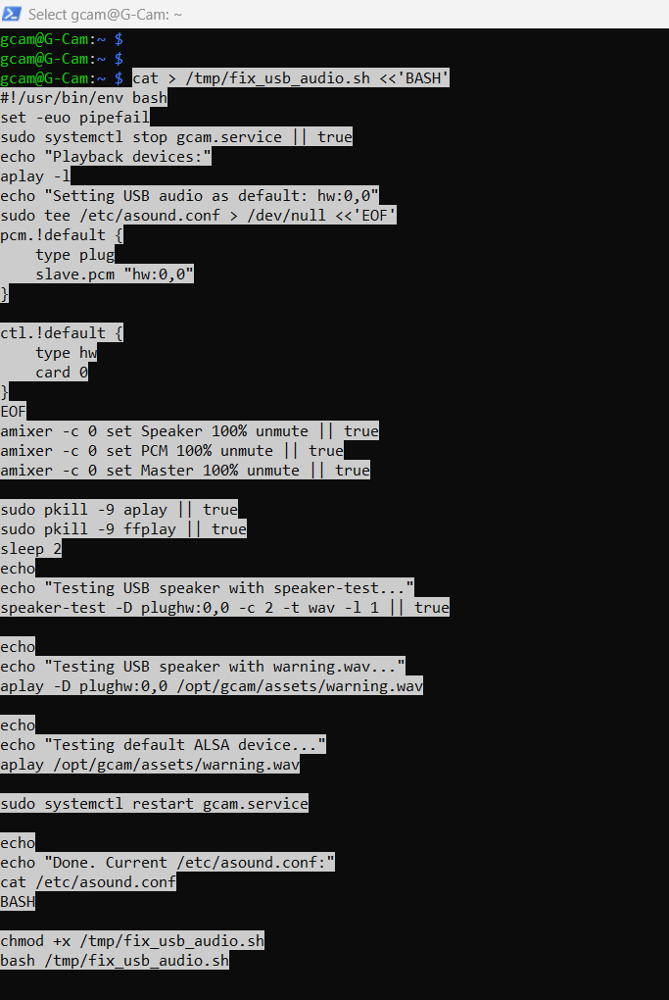 Select gcam@G-Cam: ~
gcam@G-Cam:~ $
gcam@G-Cam:~ $
gcam@G-Cam:~ $ cat > /tmp/fix_usb_audio.sh <<'BASH'
#!/usr/bin/env bash
set -euo pipefail
sudo systemctl stop gcam.service || true
echo "Playback devices:"
aplay -l
echo "Setting USB audio as default: hw:0,0"
sudo tee /etc/asound.conf > /dev/null <<'EOF'
pcm.!default {
    type plug
    slave.pcm "hw:0,0"
}
ctl.!default {
    type hw
    card 0
}
EOF
amixer -c 0 set Speaker 100% unmute || true
amixer -c 0 set PCM 100% unmute || true
amixer -c 0 set Master 100% unmute || true
sudo pkill -9 aplay || true
sudo pkill -9 ffplay || true
sleep 2
echo
echo "Testing USB speaker with speaker-test..."
speaker-test -D plughw:0,0 -c 2 -t wav -l 1 || true
echo
echo "Testing USB speaker with warning.wav..."
aplay -D plughw:0,0 /opt/gcam/assets/warning.wav
echo
echo "Testing default ALSA device..."
aplay /opt/gcam/assets/warning.wav
sudo systemctl restart gcam.service
echo
echo "Done. Current /etc/asound.conf:"
cat /etc/asound.conf
BASH
chmod +x /tmp/fix_usb_audio.sh
bash /tmp/fix_usb_audio.sh